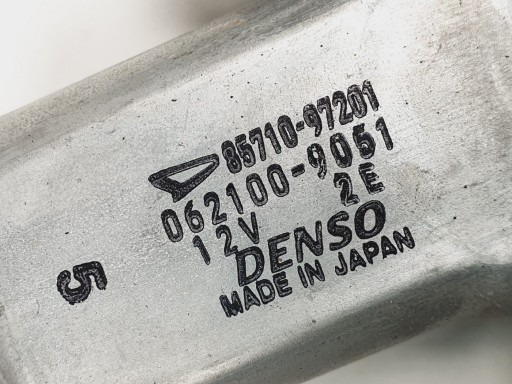 85710-97201
062100-9051
12V 2E
DENSO
MADE IN JAPAN
5